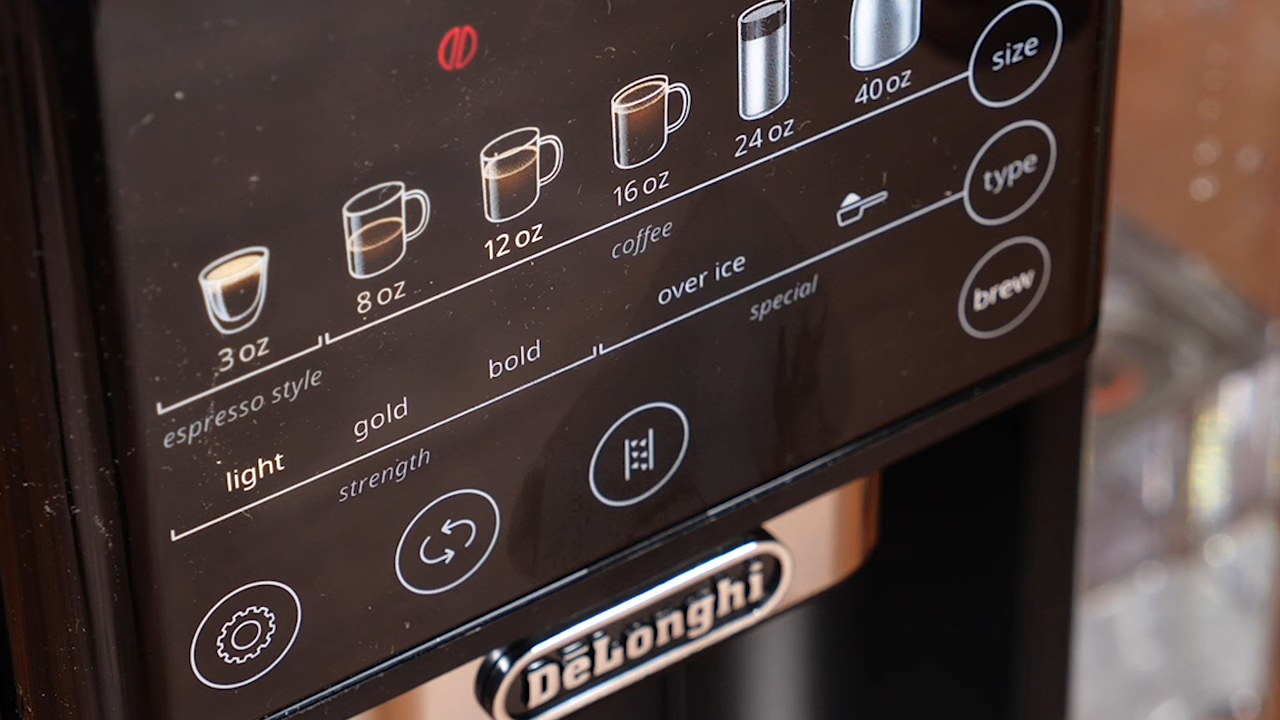 size
40 oz
24 oz
16 oz
12 oz
8 oz
3 oz
coffee
espresso style
type
over ice
bold
gold
light
special
strength
brew
DeLonghi